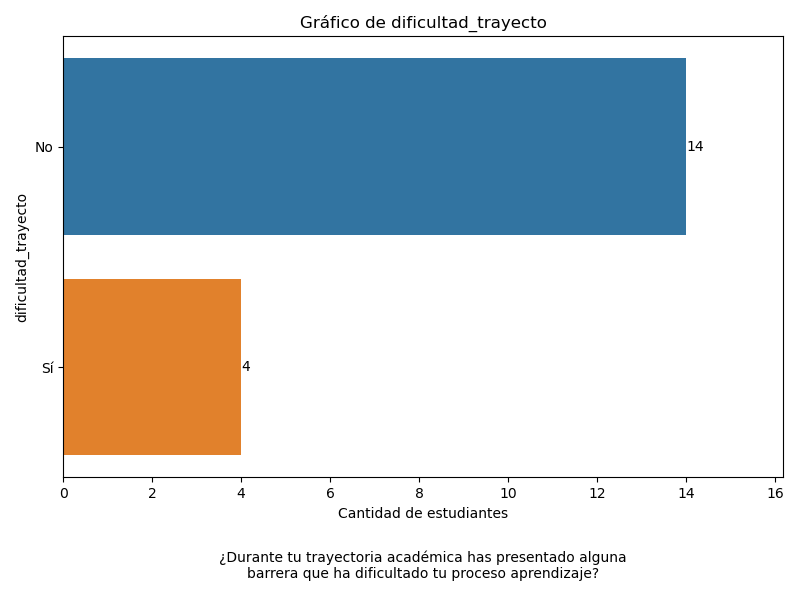 Gráfico de dificultad_trayecto
dificultad_trayecto
No
14
Sí
4
0 2 4 6 8 10 12 14 16
Cantidad de estudiantes
¿Durante tu trayectoria académica has presentado alguna
barrera que ha dificultado tu proceso aprendizaje?